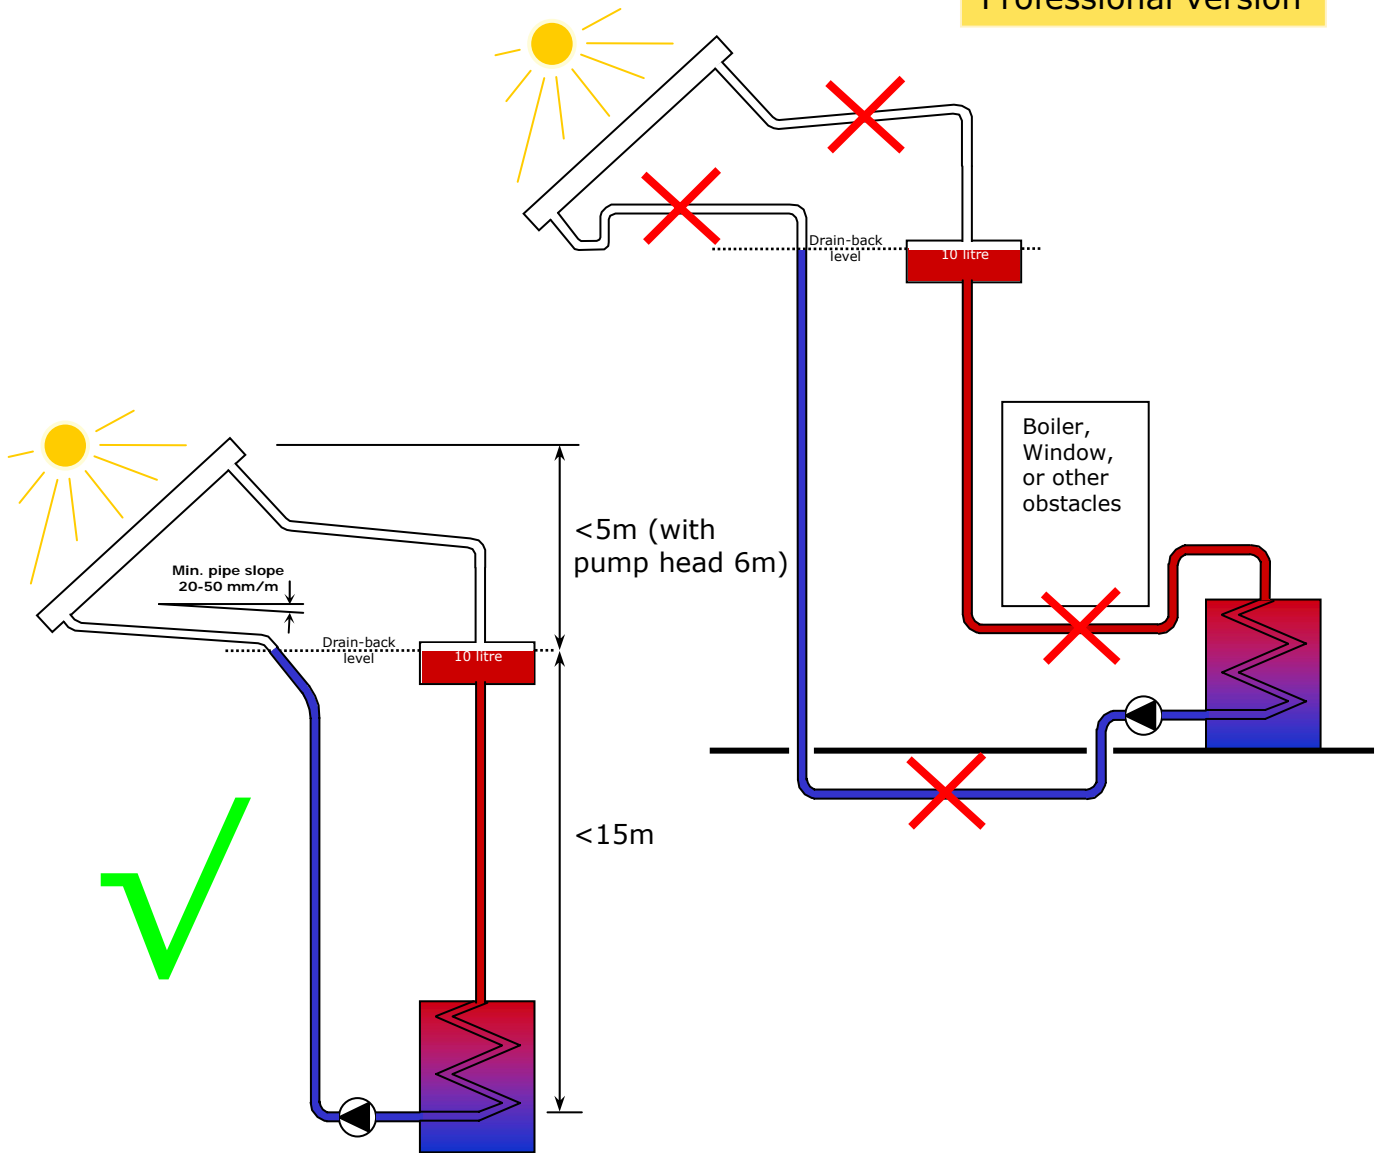 Professional version
Drain-back
level
10 litre
Boiler,
Window,
or other
obstacles
<5m (with
pump head 6m)
Min. pipe slope
20-50 mm/m
Drain-back
level
10 litre
<15m